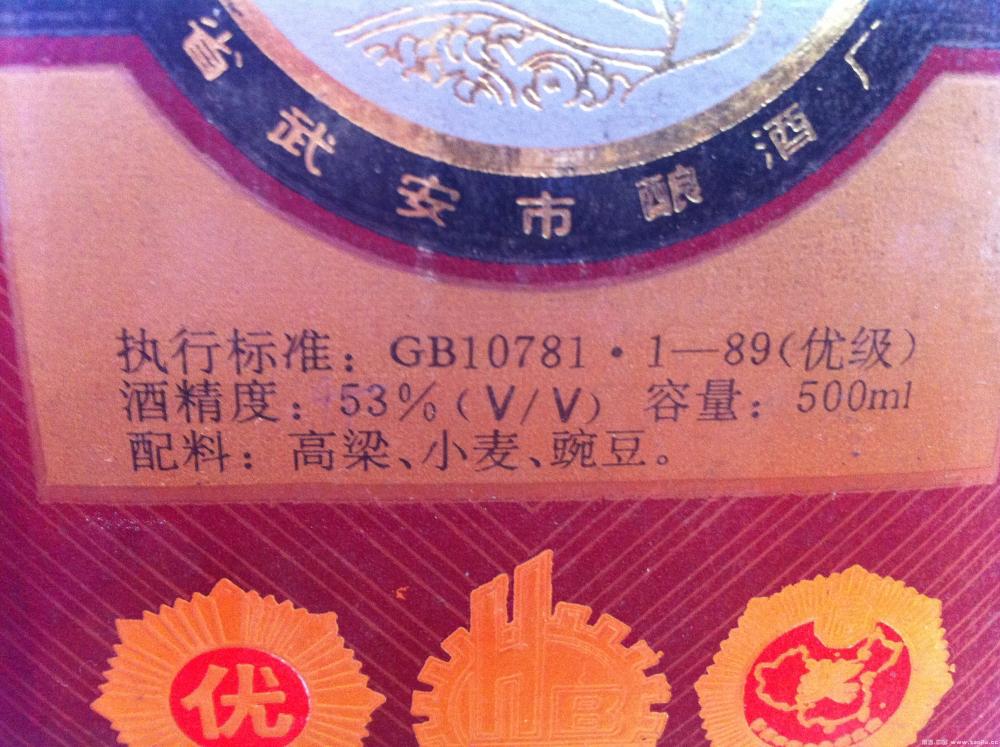 省武安市酿酒厂
执行标准：GB10781·1—89(优级)
酒精度：53%(V/V) 容量：500ml
配料：高梁、小麦、豌豆。
优